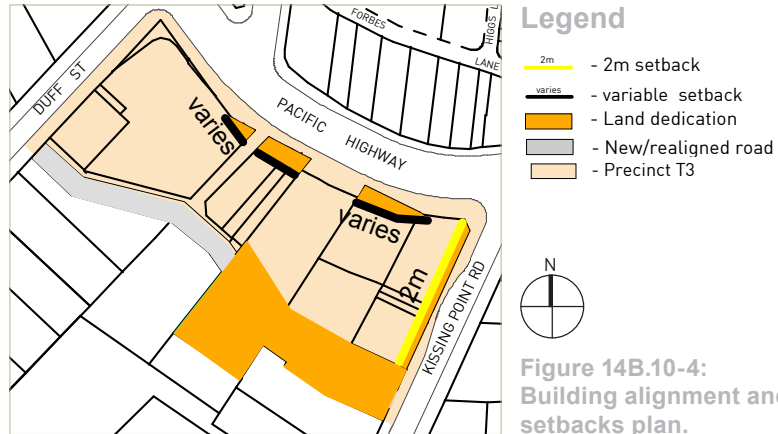 FORBES
HIGGS L
LANE
DUFF ST
PACIFIC HIGHWAY
varies
varies
2m
KISSING POINT RD
Legend
2m - 2m setback
varies - variable setback
- Land dedication
- New/realigned road
- Precinct T3
N
Figure 14B.10-4:
Building alignment and
setbacks plan.